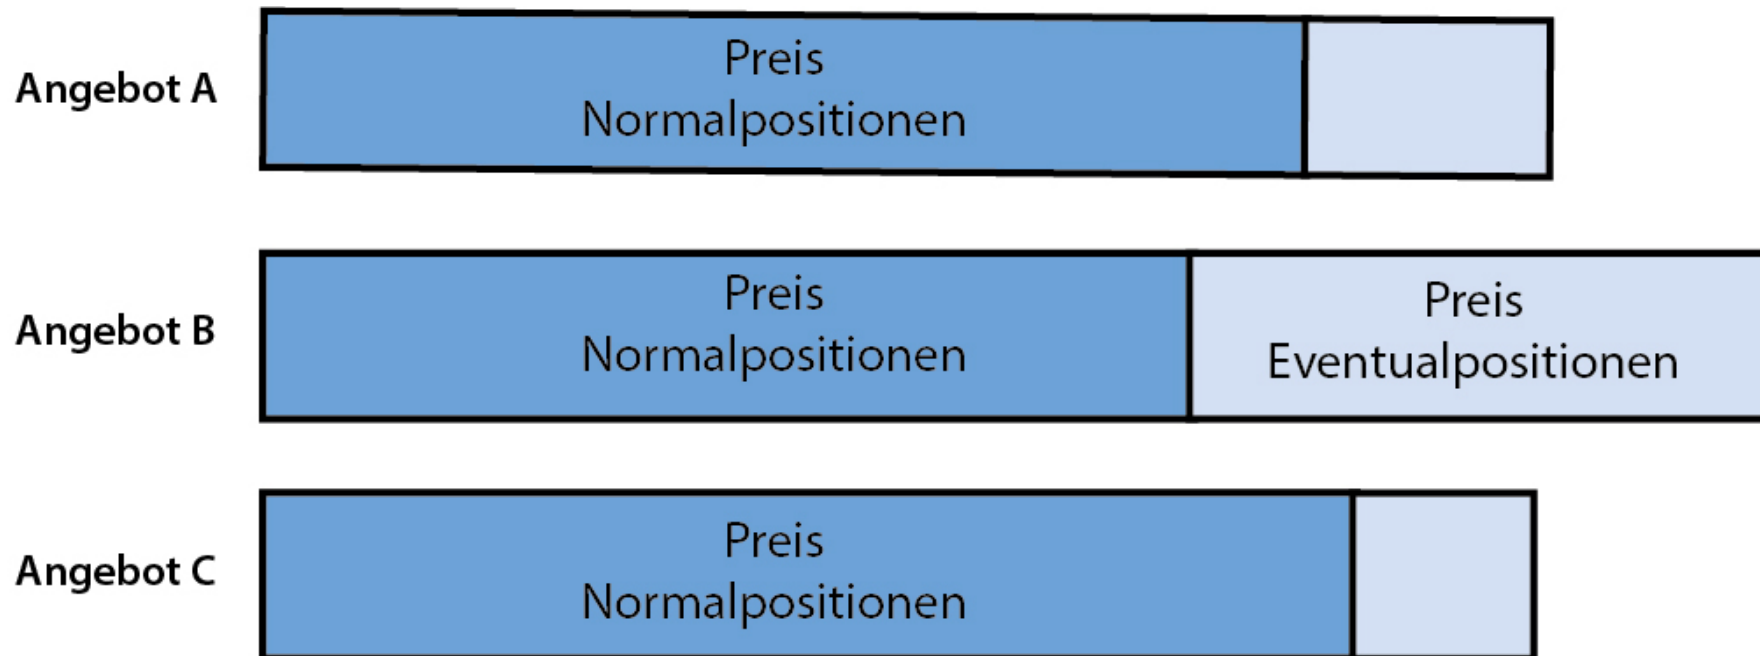 Angebot A
Preis
Normalpositionen
Angebot B
Preis
Normalpositionen
Preis
Eventualpositionen
Angebot C
Preis
Normalpositionen